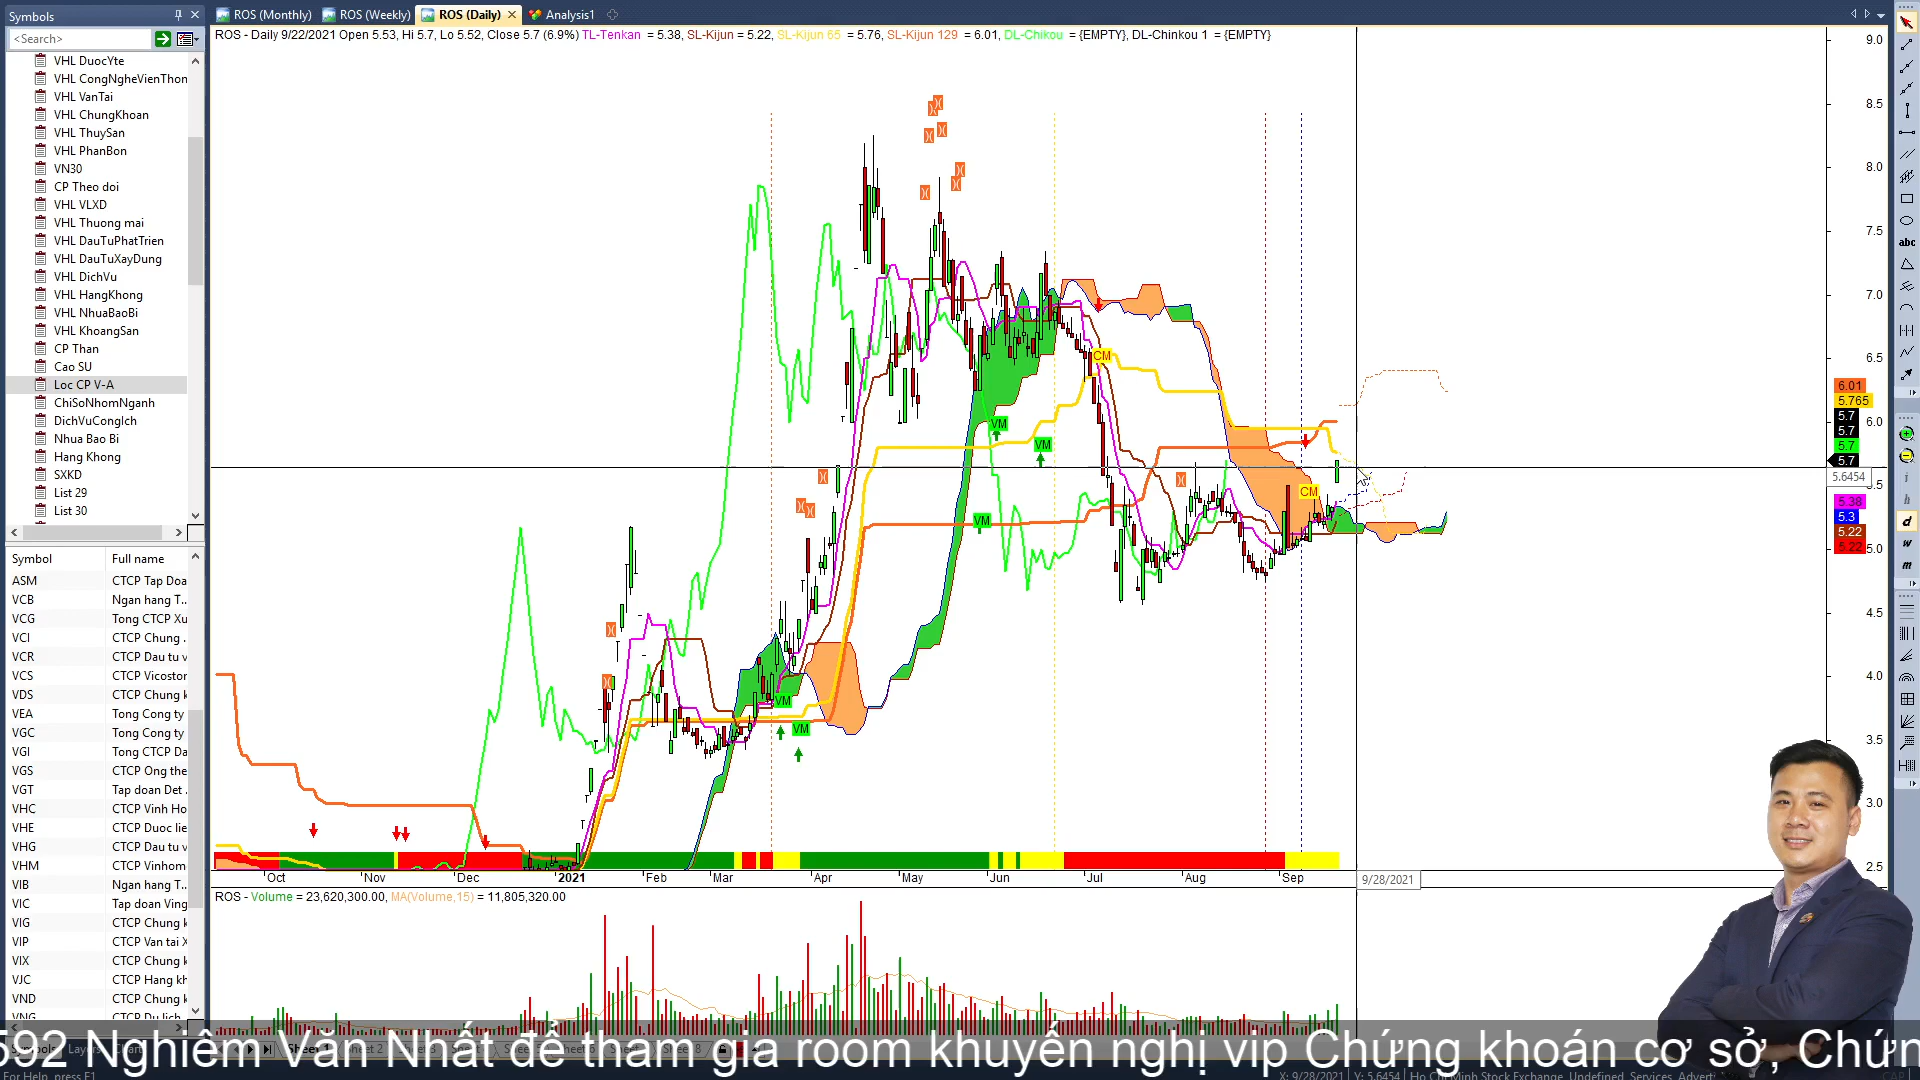 Symbols
ROS (Monthly)
ROS (Weekly)
ROS (Daily)
Analysis1
<Search>
ROS - Daily 9/22/2021 Open 5.53, Hi 5.7, Lo 5.52, Close 5.7 (6.9%) TL-Tenkan = 5.38, SL-Kijun = 5.22, SL-Kijun 65 = 5.76, SL-Kijun 129 = 6.01, DL-Chikou = {EMPTY}, DL-Chinkou 1 = {EMPTY}
VHL DuocYte
VHL CongNgheVienThon
VHL VanTai
VHL ChungKhoan
VHL ThuySan
VHL PhanBon
VN30
CP Theo doi
VHL VLXD
VHL Thuong mai
VHL DauTuPhatTrien
VHL DauTuXayDung
VHL DichVu
VHL HangKhong
VHL NhuaBaoBi
VHL KhoangSan
CP Than
Cao SU
Loc CP V-A
ChiSoNhomNganh
DichVuCongIch
Nhua Bao Bi
Hang Khong
SXKD
List 29
List 30
Symbol Full name
ASM CTCP Tap Doa
VCB Ngan hang T..
VCG Tong CTCP Xu
VCI CTCP Chung .
VCR CTCP Dau tu v
VCS CTCP Vicostor
VDS CTCP Chung k
VEA Tong Cong ty
VGC Tong Cong ty
VGI Tong CTCP Da
VGS CTCP Ong the
VGT Tap doan Det .
VHC CTCP Vinh Ho
VHE CTCP Duoc lie
VHG CTCP Dau tu v
VHM CTCP Vinhom
VIB Ngan hang T..
VIC Tap doan Ving
VIG CTCP Chung k
VIP CTCP Van tai X
VIX CTCP Chung k
VJC CTCP Hang kh
VND CTCP Chung k
VNG CTCP Du lich
9.0
8.5
8.0
7.5
7.0
6.5
6.01
5.765
5.7
5.7
6.0
5.7
5.7
5.6454
5.5
5.38
5.3
5.22
5.22
5.0
4.5
4.0
3.5
3.0
2.5
VM
VM
VM
VM
VM
CM
CM
abc
i
h
d
w
m
Oct Nov Dec 2021 Feb Mar Apr May Jun Jul Aug Sep 9/28/2021
ROS - Volume = 23,620,300.00, MA(Volume,15) = 11,805,320.00
592 Nghiêm Văn Nhất để tham gia room khuyến nghị vip Chứng khoán cơ sở, Chứn
Sheet 1
For Help, press F1
X: 9/28/2021 Y: 5.6454 Ho Chi Minh Stock Exchange, Undefined, Services, Adverti